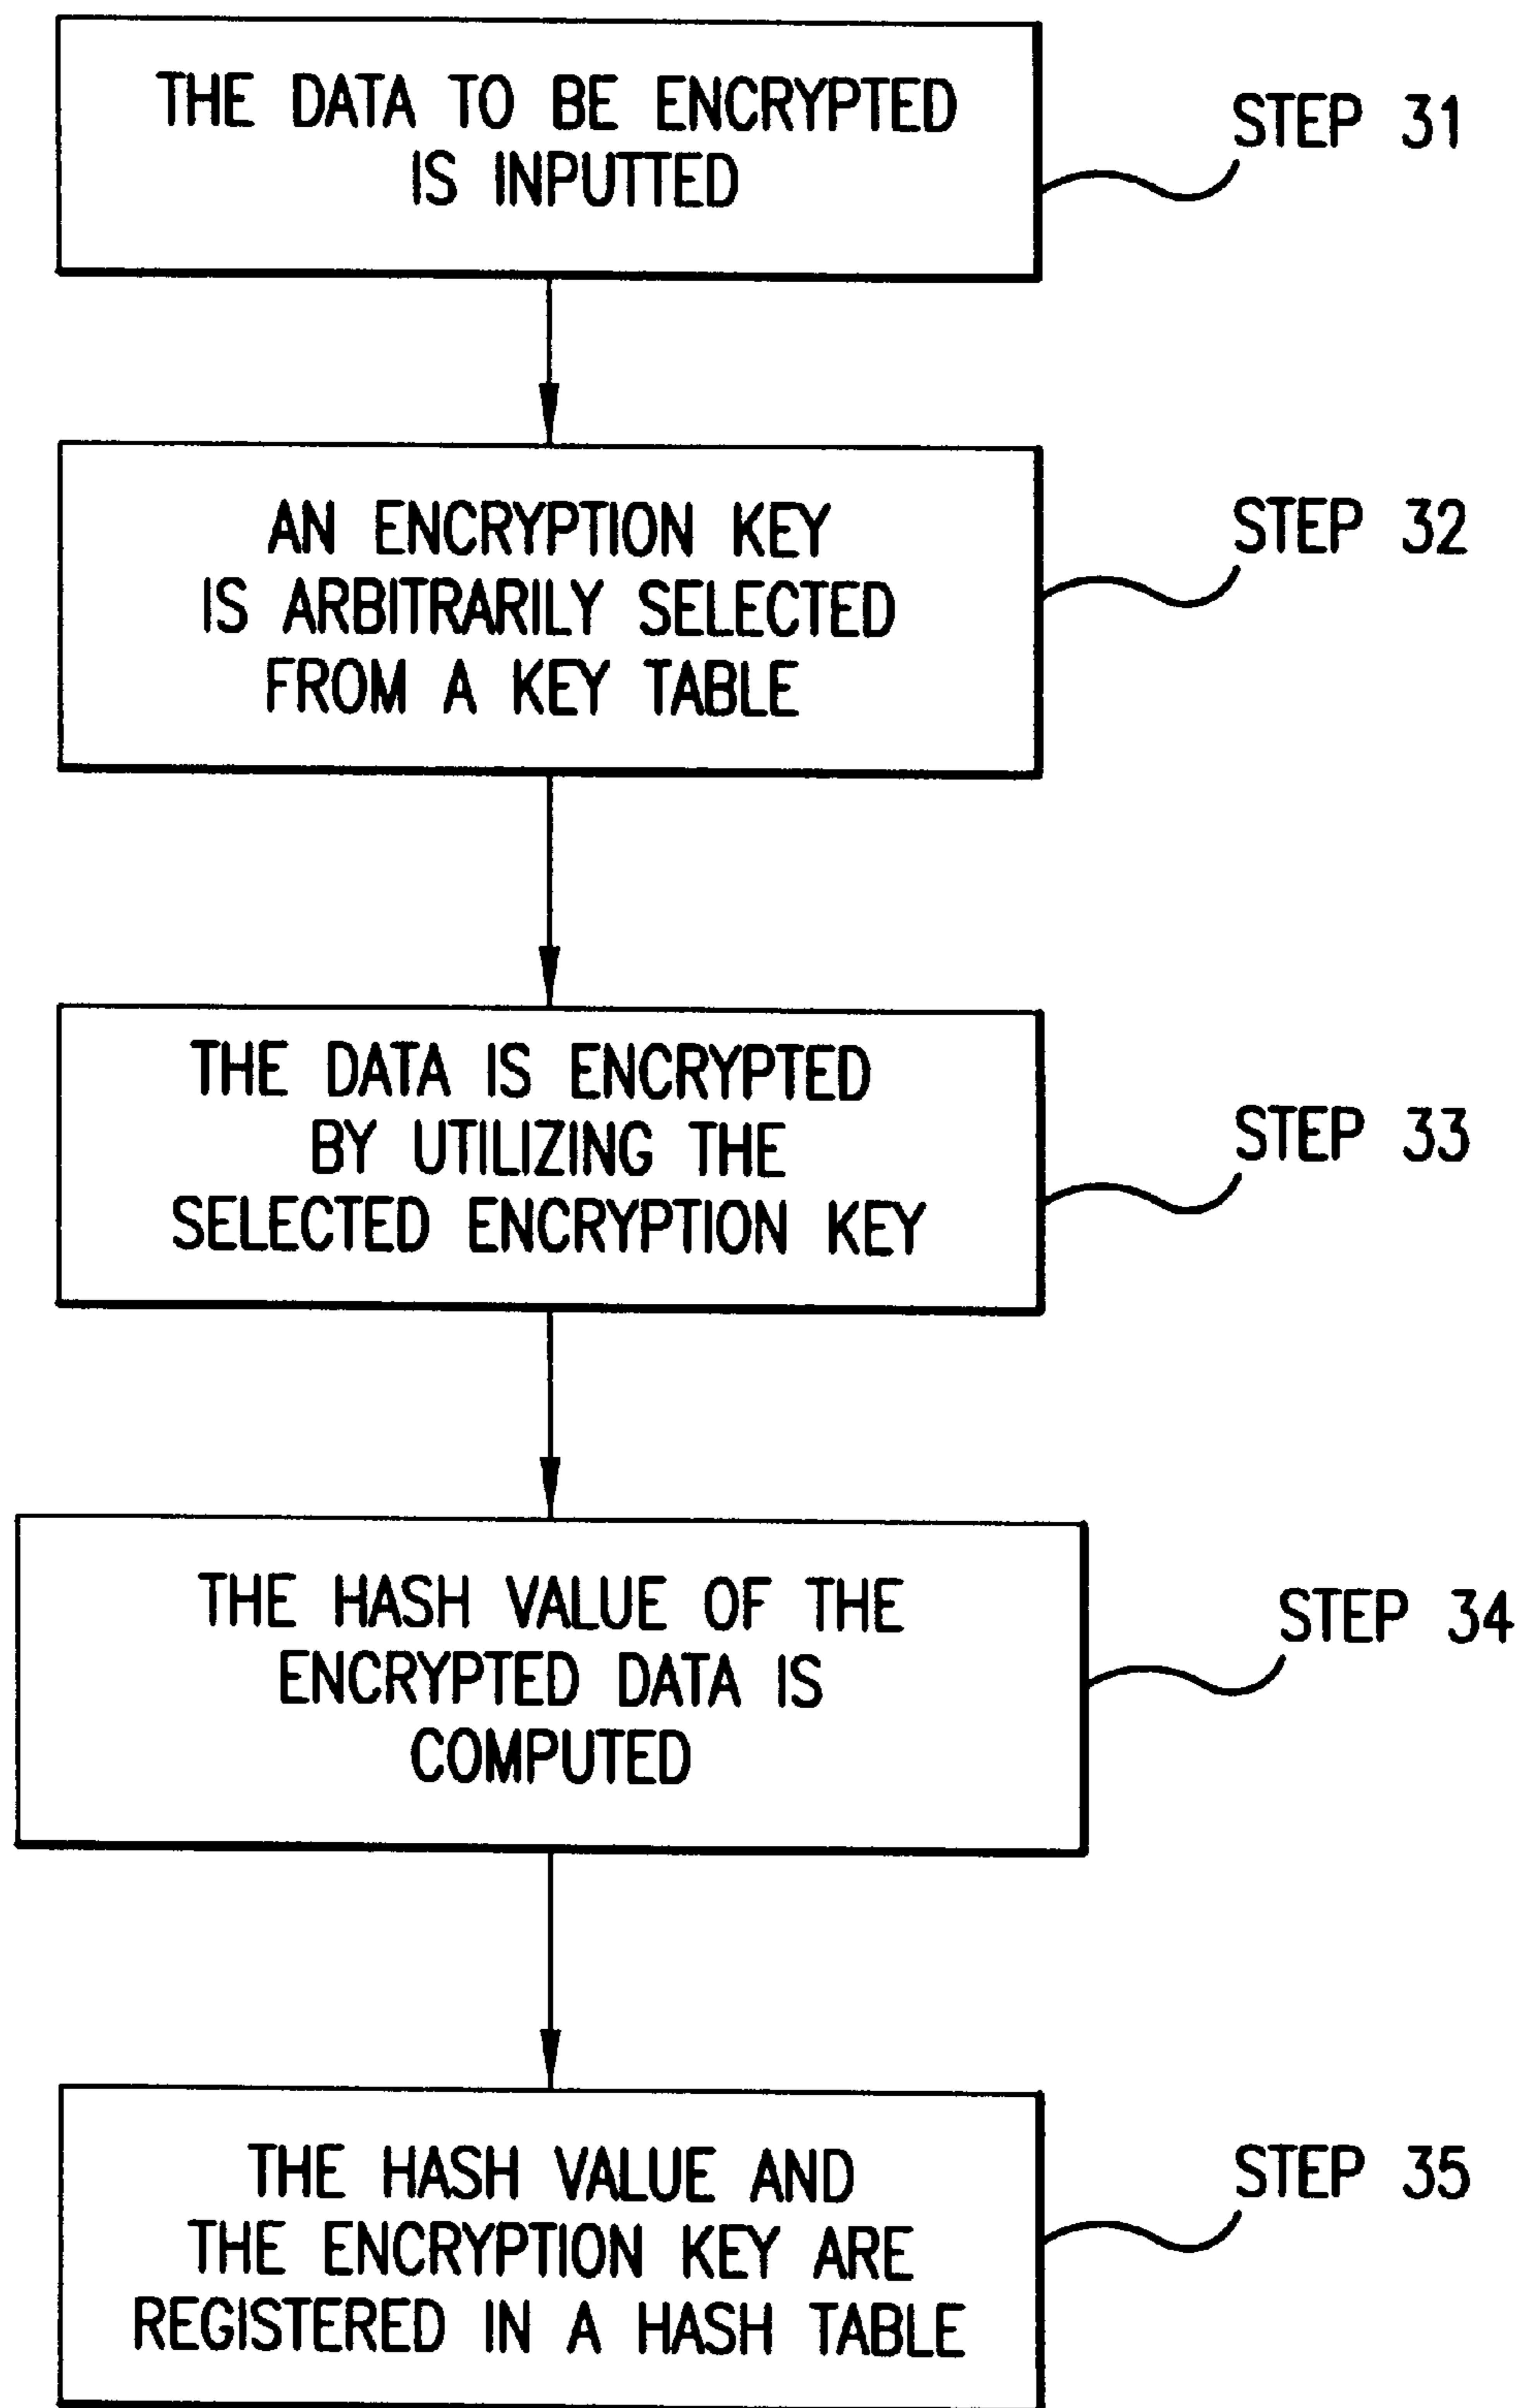 THE DATA TO BE ENCRYPTED
IS INPUTTED
STEP 31
AN ENCRYPTION KEY
IS ARBITRARILY SELECTED
FROM A KEY TABLE
STEP 32
THE DATA IS ENCRYPTED
BY UTILIZING THE
SELECTED ENCRYPTION KEY
STEP 33
THE HASH VALUE OF THE
ENCRYPTED DATA IS
COMPUTED
STEP 34
THE HASH VALUE AND
THE ENCRYPTION KEY ARE
REGISTERED IN A HASH TABLE
STEP 35